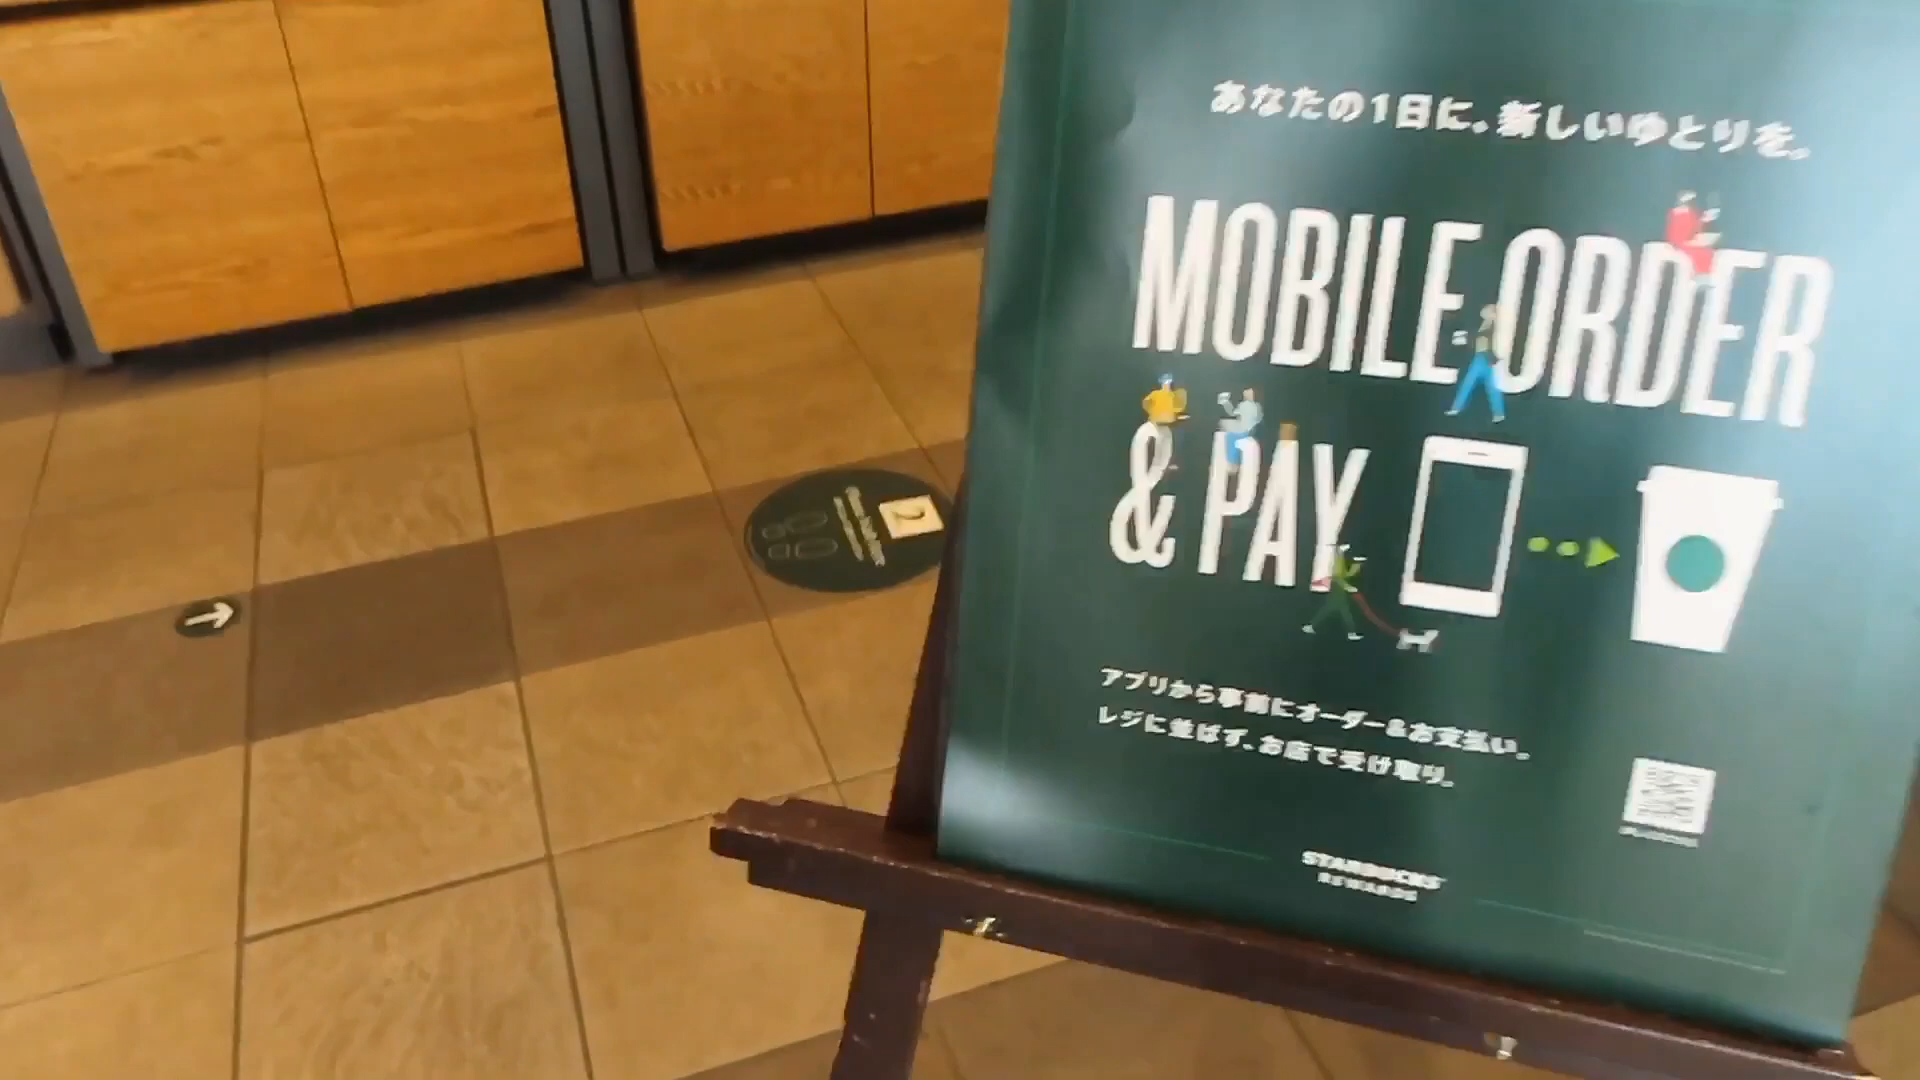 あなたの1日に、新しいゆとりを。
MOBILE ORDER
& PAY
アプリから事前にオーダー&お支払い。
レジに並ばず、お店で受け取り。
STARBUCKS
REWARDS
2